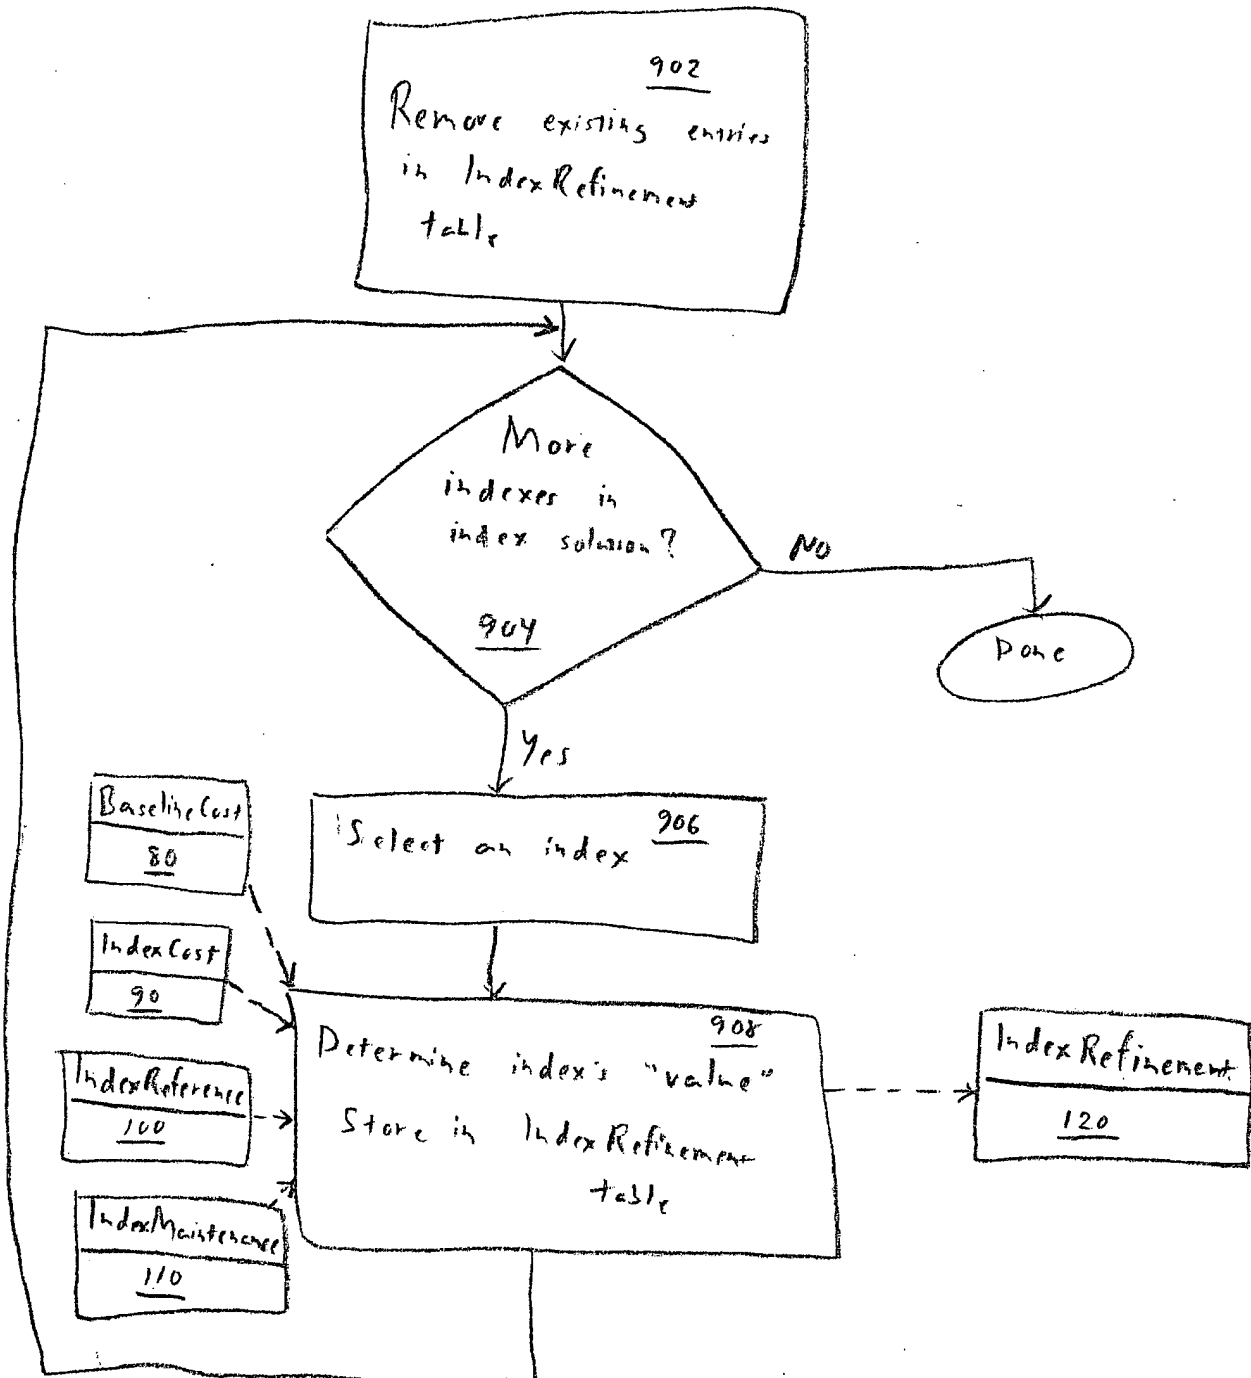 902
Remove existing entries
in IndexRefinement
table
More
indexes in
index solution?
904
No
Done
Yes
BaselineCost
80
906
Select an index
IndexCost
90
908
Determine index's "value"
Store in IndexRefinement
table
IndexReference
100
IndexMaintenance
110
IndexRefinement
120